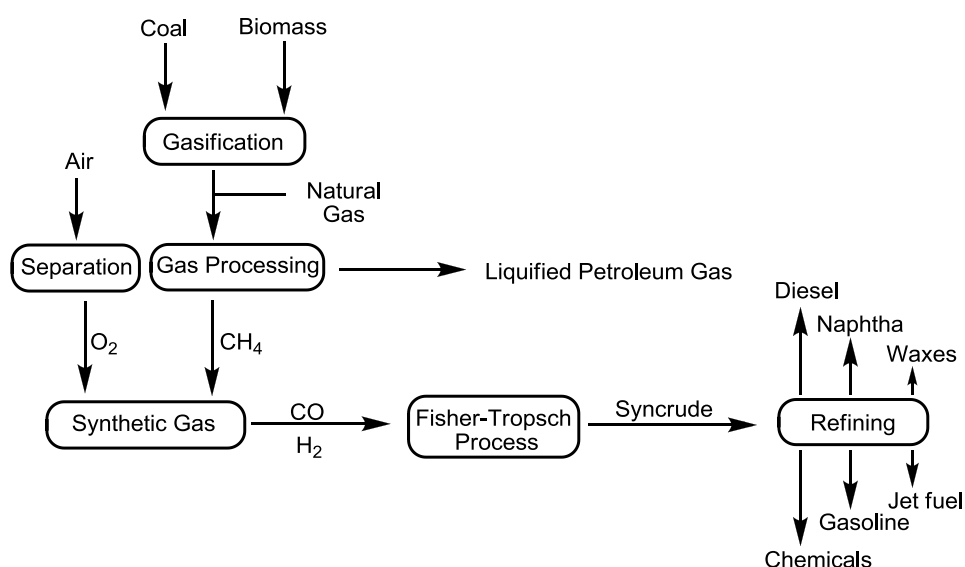 Coal
Biomass
Gasification
Air
Natural
Gas
Separation
Gas Processing
Liquified Petroleum Gas
O₂
CH₄
Diesel
Naphtha
Waxes
Synthetic Gas
CO
H₂
Fisher-Tropsch
Process
Syncrude
Refining
Jet fuel
Gasoline
Chemicals